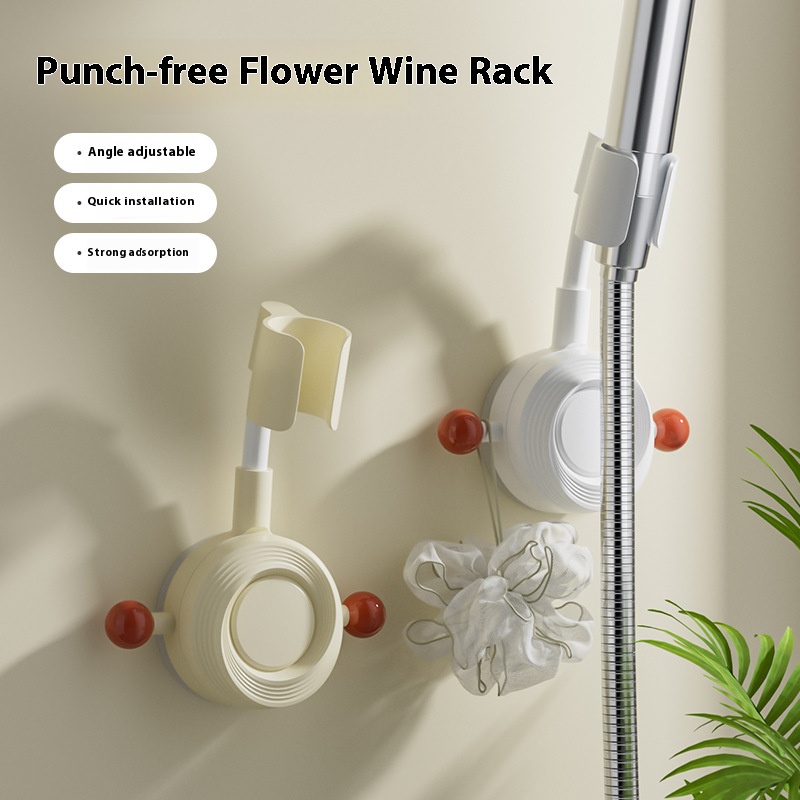 Punch-free Flower Wine Rack
• Angle adjustable
• Quick installation
• Strong adsorption